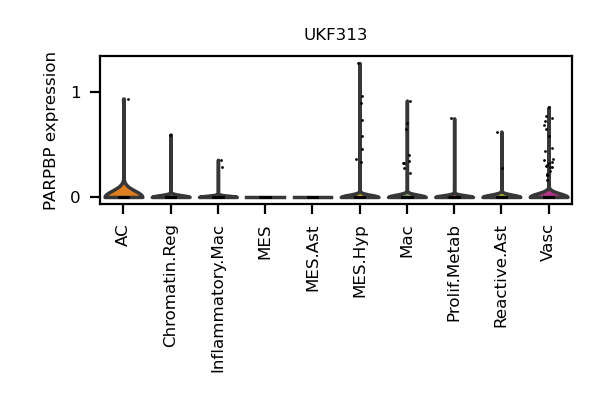 UKF313
PARPBP expression
1
0
AC
Chromatin.Reg
Inflammatory.Mac
MES
MES.Ast
MES.Hyp
Mac
Prolif.Metab
Reactive.Ast
Vasc